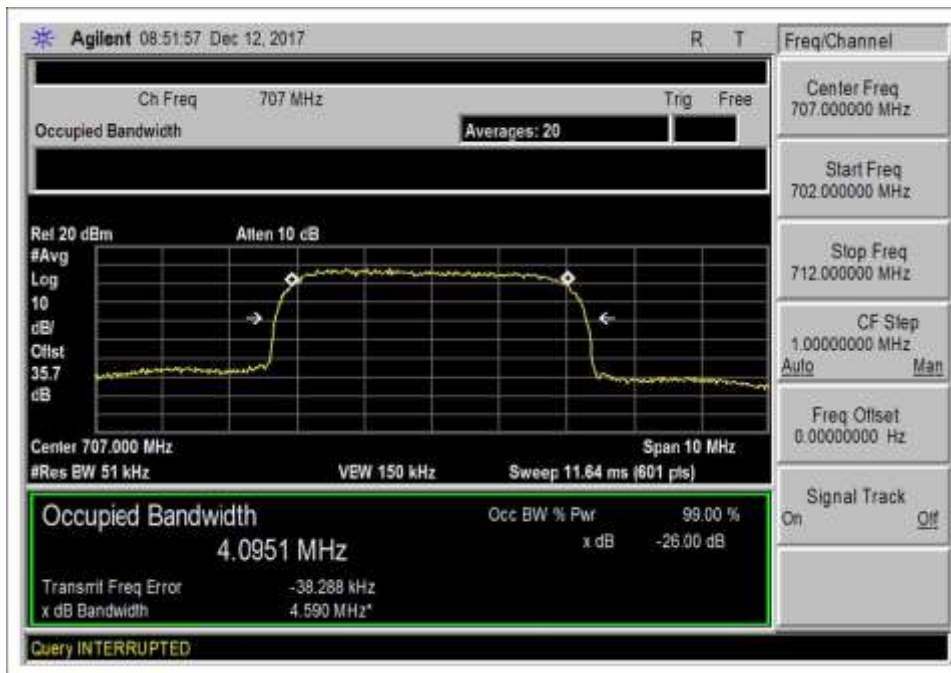 Agilent 08:51:57 Dec 12, 2017 R T
Freq/Channel
Ch Freq 707 MHz Trig Free
Occupied Bandwidth Averages: 20
Center Freq
707.000000 MHz
Start Freq
702.000000 MHz
Stop Freq
712.000000 MHz
CF Step
1.00000000 MHz
Auto Man
Freq Offset
0.00000000 Hz
Signal Track
On Off
Ref 20 dBm Atten 10 dB
#Avg
Log
10
dB/
Offst
35.7
dB
Center 707.000 MHz Span 10 MHz
#Res BW 51 kHz VBW 150 kHz Sweep 11.64 ms (601 pts)
Occupied Bandwidth Occ BW % Pwr 99.00 %
4.0951 MHz x dB -26.00 dB
Transmit Freq Error -38.288 kHz
x dB Bandwidth 4.590 MHz*
Query INTERRUPTED